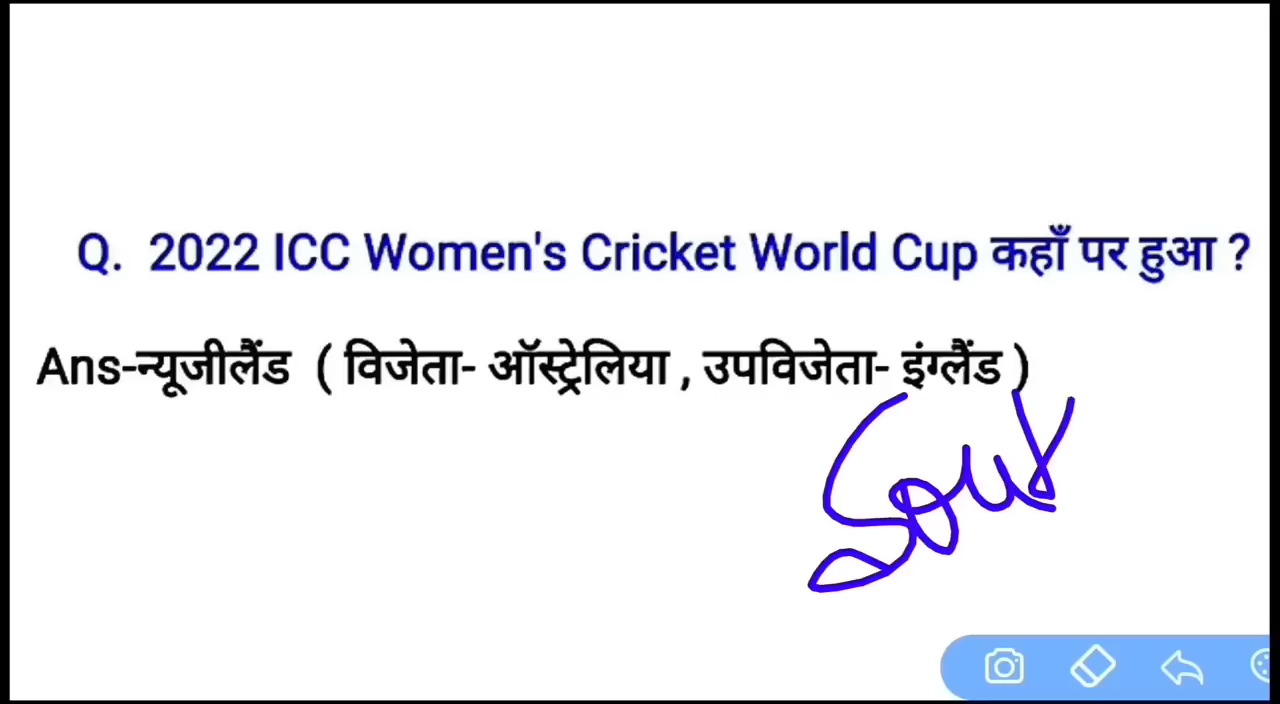 Q. 2022 ICC Women's Cricket World Cup कहाँ पर हुआ ?
Ans-न्यूजीलैंड ( विजेता- ऑस्ट्रेलिया , उपविजेता- इंग्लैंड )